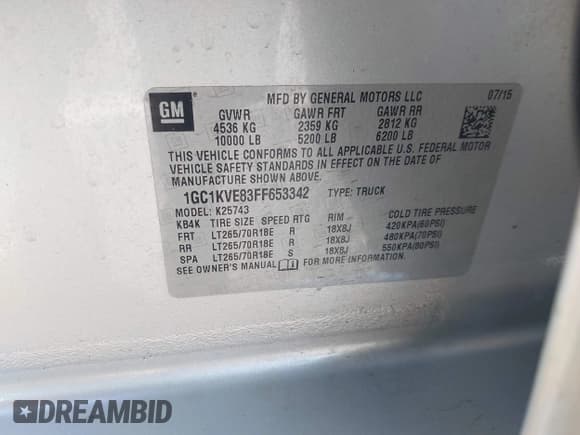 GM
MFD BY GENERAL MOTORS LLC 07/15
GVWR GAWR FRT GAWR RR
4536 KG 2359 KG 2812 KG
10000 LB 5200 LB 6200 LB
THIS VEHICLE CONFORMS TO ALL APPLICABLE U.S. FEDERAL MOTOR
VEHICLE SAFETY STANDARDS IN EFFECT ON THE DATE OF
MANUFACTURE SHOWN ABOVE.
1GC1KVE83FF653342 TYPE: TRUCK
MODEL: K25743
KB4K TIRE SIZE SPEED RTG RIM COLD TIRE PRESSURE
FRT LT265/70R18E R 18X8J 420KPA(60PSI)
RR LT265/70R18E R 18X8J 480KPA(70PSI)
SPA LT265/70R18E S 18X8J 550KPA(80PSI)
SEE OWNER'S MANUAL FOR MORE INFORMATION.
DREAMBID